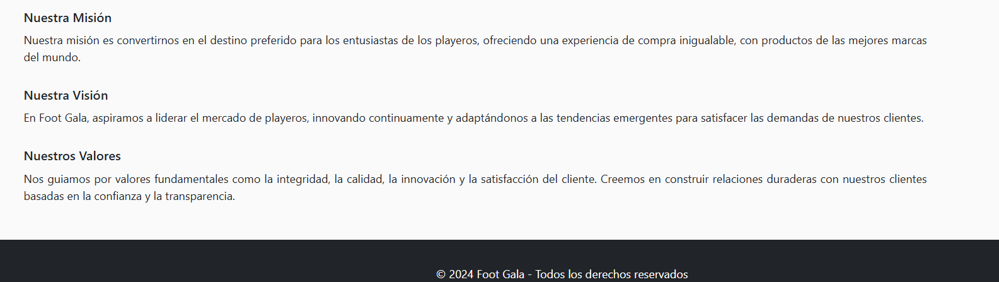 Nuestra Misión
Nuestra misión es convertirnos en el destino preferido para los entusiastas de los playeros, ofreciendo una experiencia de compra inigualable, con productos de las mejores marcas
del mundo.
Nuestra Visión
En Foot Gala, aspiramos a liderar el mercado de playeros, innovando continuamente y adaptándonos a las tendencias emergentes para satisfacer las demandas de nuestros clientes.
Nuestros Valores
Nos guiamos por valores fundamentales como la integridad, la calidad, la innovación y la satisfacción del cliente. Creemos en construir relaciones duraderas con nuestros clientes
basadas en la confianza y la transparencia.
© 2024 Foot Gala - Todos los derechos reservados